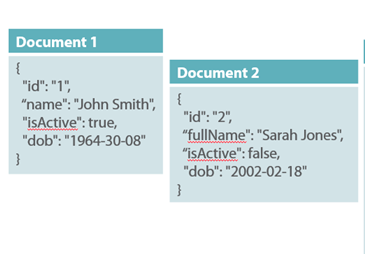 Document 1
{
"id": "1",
“name": "John Smith",
"isActive": true,
"dob": "1964-30-08"
}
Document 2
{
"id": "2",
“fullName": "Sarah Jones",
“isActive": false,
"dob": "2002-02-18"
}